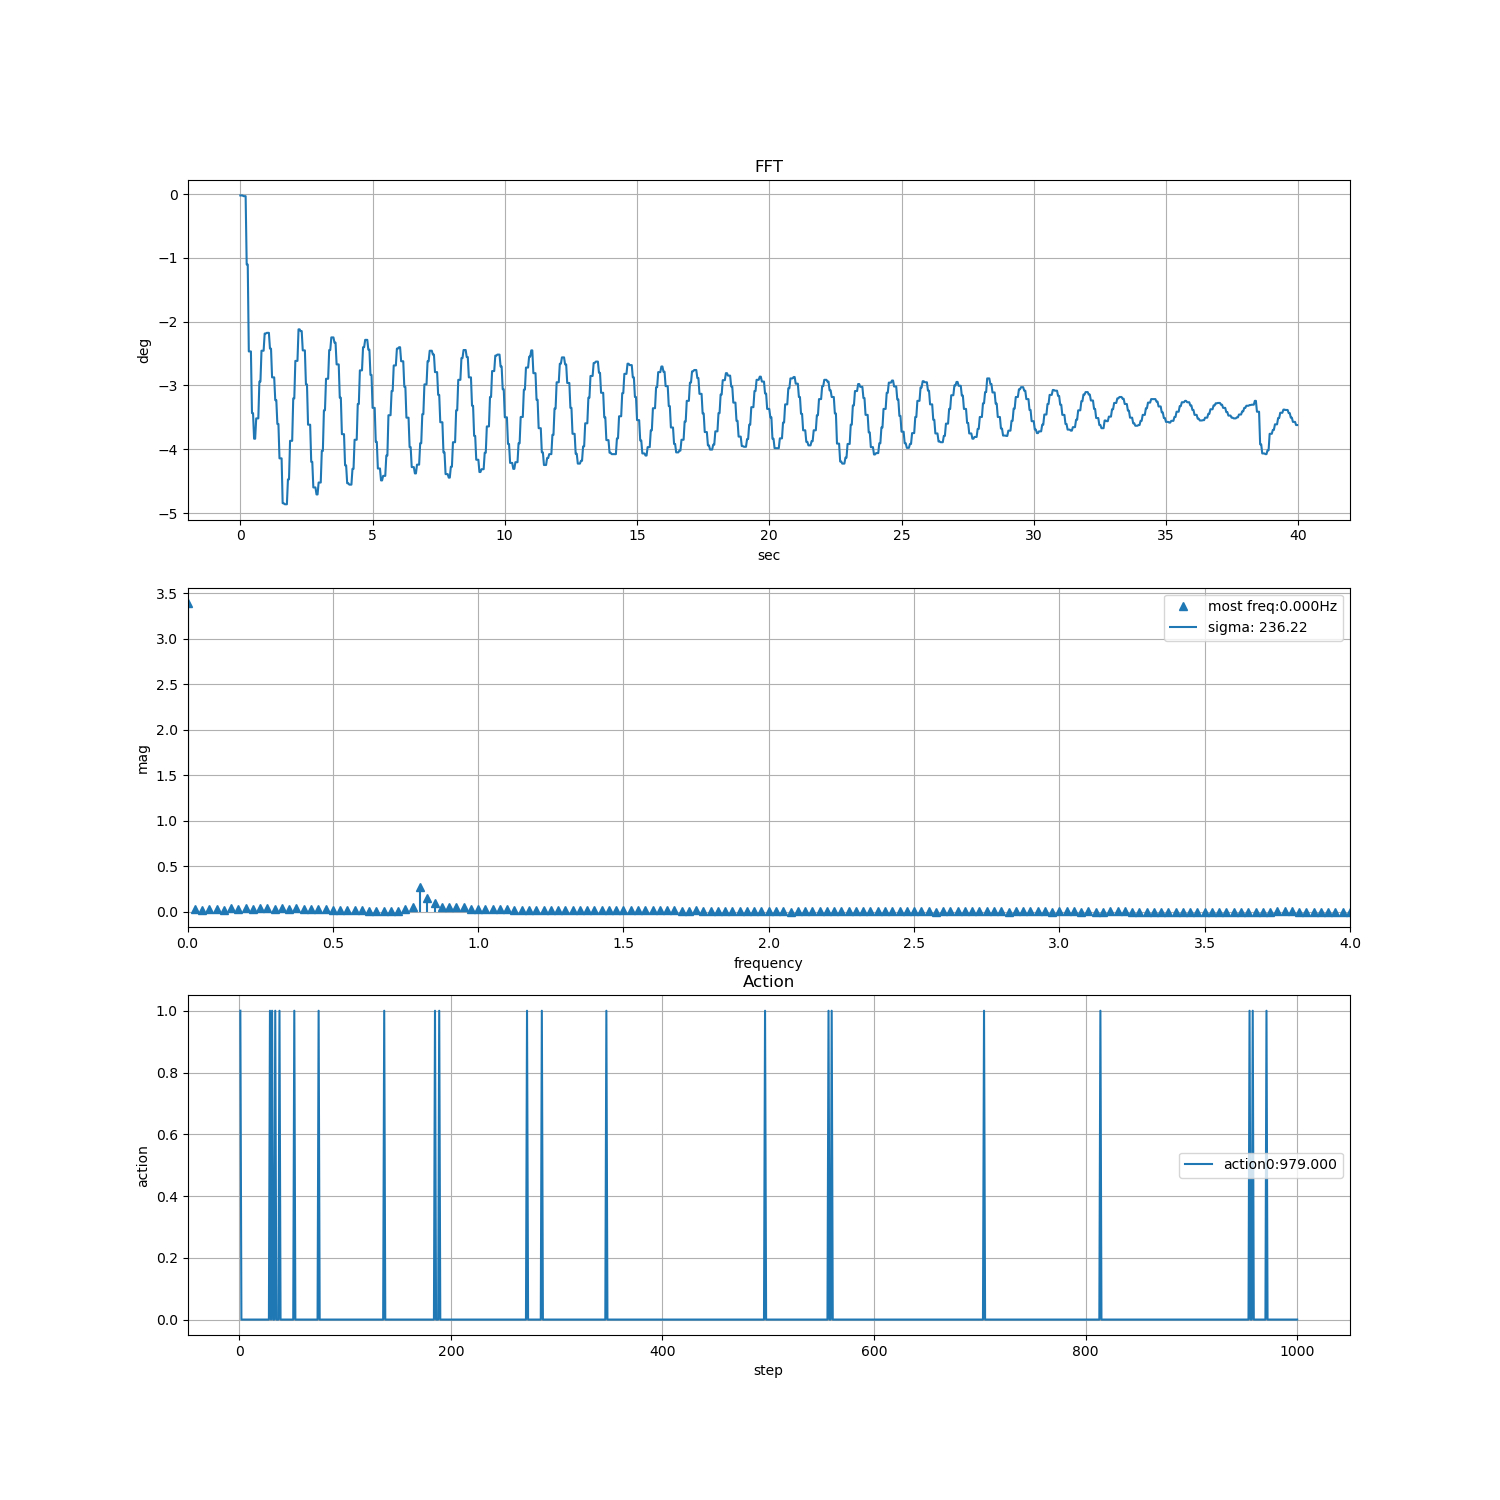 FFT
0
−1
−2
−3
−4
−5
deg
0 5 10 15 20 25 30 35 40
sec
3.5
3.0
2.5
2.0
1.5
1.0
0.5
0.0
mag
most freq:0.000Hz
sigma: 236.22
0.0 0.5 1.0 1.5 2.0 2.5 3.0 3.5 4.0
frequency
Action
1.0
0.8
0.6
0.4
0.2
0.0
action
action0:979.000
0 200 400 600 800 1000
step